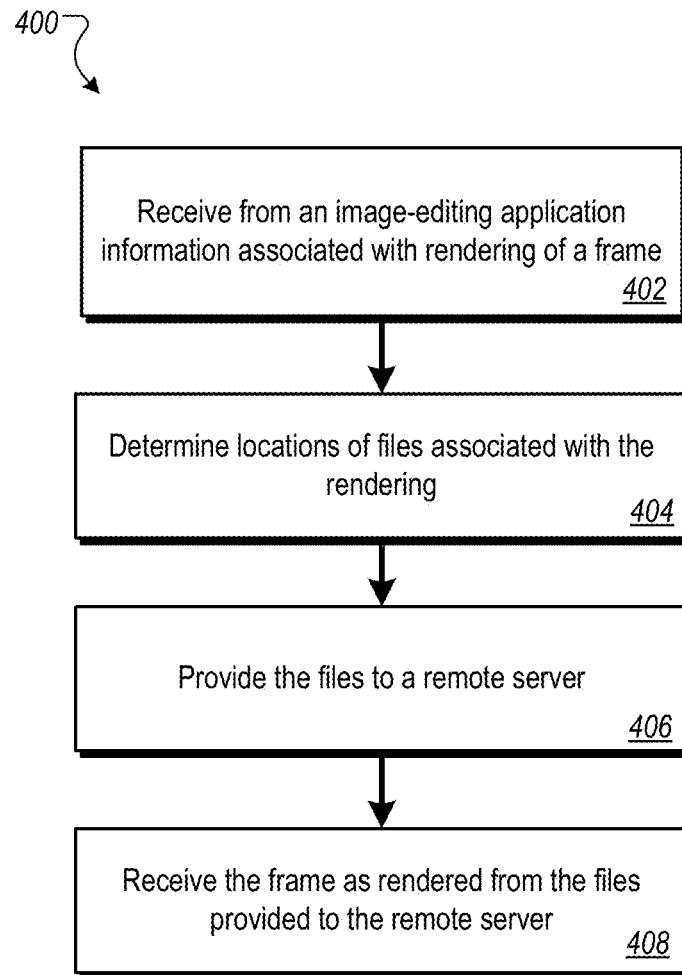 400
Receive from an image-editing application
information associated with rendering of a frame
402
Determine locations of files associated with the
rendering
404
Provide the files to a remote server
406
Receive the frame as rendered from the files
provided to the remote server
408